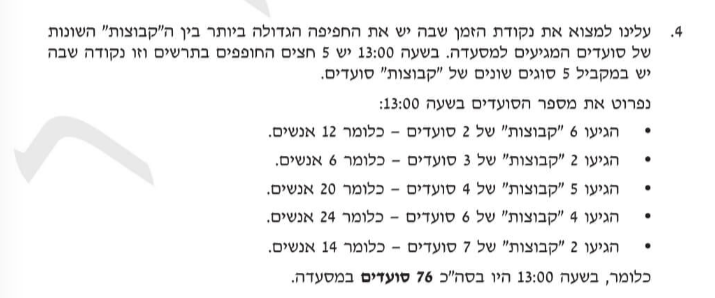 4. עלינו למצוא את נקודת הזמן שבה יש את החפיפה הגדולה ביותר בין ה"קבוצות" השונות
של סועדים המגיעים למסעדה. בשעה 13:00 יש 5 חצים החופפים בתרשים וזו נקודה שבה
יש במקביל 5 סוגים שונים של "קבוצות" סועדים.
נפרוט את מספר הסועדים בשעה 13:00:
• הגיעו 6 "קבוצות" של 2 סועדים – כלומר 12 אנשים.
• הגיעו 2 "קבוצות" של 3 סועדים – כלומר 6 אנשים.
• הגיעו 5 "קבוצות" של 4 סועדים – כלומר 20 אנשים.
• הגיעו 4 "קבוצות" של 6 סועדים – כלומר 24 אנשים.
• הגיעו 2 "קבוצות" של 7 סועדים – כלומר 14 אנשים.
כלומר, בשעה 13:00 היו בסה"כ 76 סועדים במסעדה.